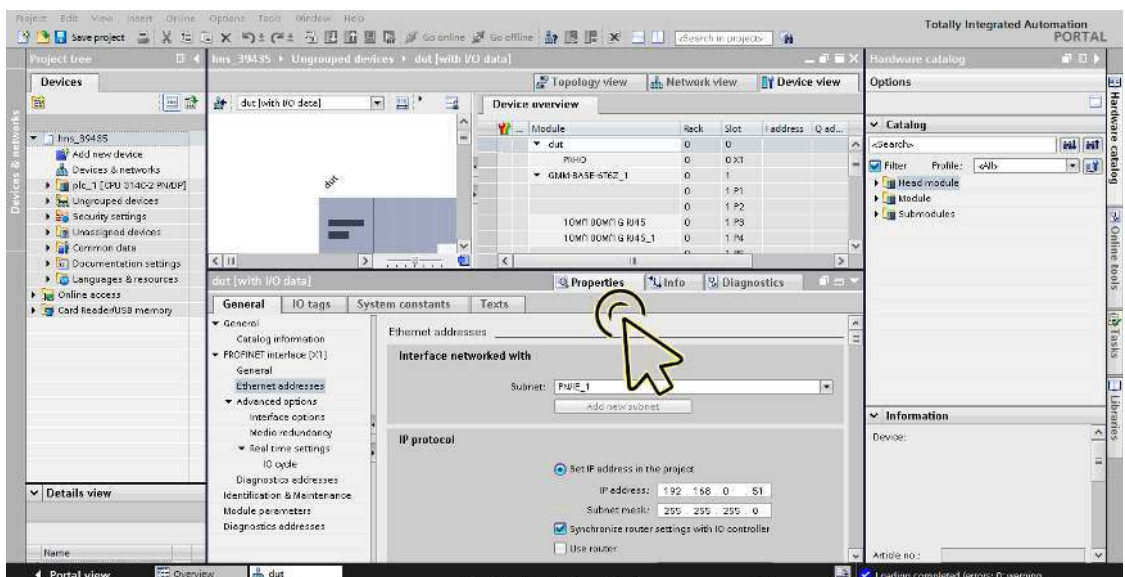 Project Edit View Insert Online Options Tools Window Help
Totally Integrated Automation
PORTAL
Save project Go online Go offline <Search in project>
Project tree
hns_39435 Ungrouped devices dut [with I/O data]
Hardware catalog
Devices
Topology view Network view Device view
Options
dut [with I/O data]
Device overview
Module Rack Slot I address Q ad...
Catalog
hns_39435
dut 0 0
<Search>
Add new device
PN-IO 0 0 X1
Filter Profile: <All>
Devices & networks
GMM-BASE-6T6Z_1 0 1
Head module
plc_1 [CPU 314C-2 PN/DP]
0 1 P1
Module
Ungrouped devices
0 1 P2
Submodules
Security settings
0 1 P3
Unassigned devices
0 1 P4
Common data
Documentation settings
Languages & resources
dut [with I/O data]
Properties Info Diagnostics
Online access
General IO tags System constants Texts
Card Reader/USB memory
General
Ethernet addresses
Catalog information
Interface networked with
PROFINET interface [X1]
General
Subnet: PN/IE_1
Ethernet addresses
Add new subnet
Advanced options
Interface options
Information
Media redundancy
IP protocol
Device:
Real time settings
IO cycle
Set IP address in the project
Diagnostics addresses
IP address: 192 . 168 . 0 . 51
Details view
Identification & Maintenance
Subnet mask: 255 . 255 . 255 . 0
Module parameters
Synchronize router settings with IO controller
Diagnostics addresses
Use router
Name
Article no.:
Portal view Overview dut
Loading completed (errors: 0; warning
Devices & networks
Hardware catalog
Online tools
Tasks
Libraries